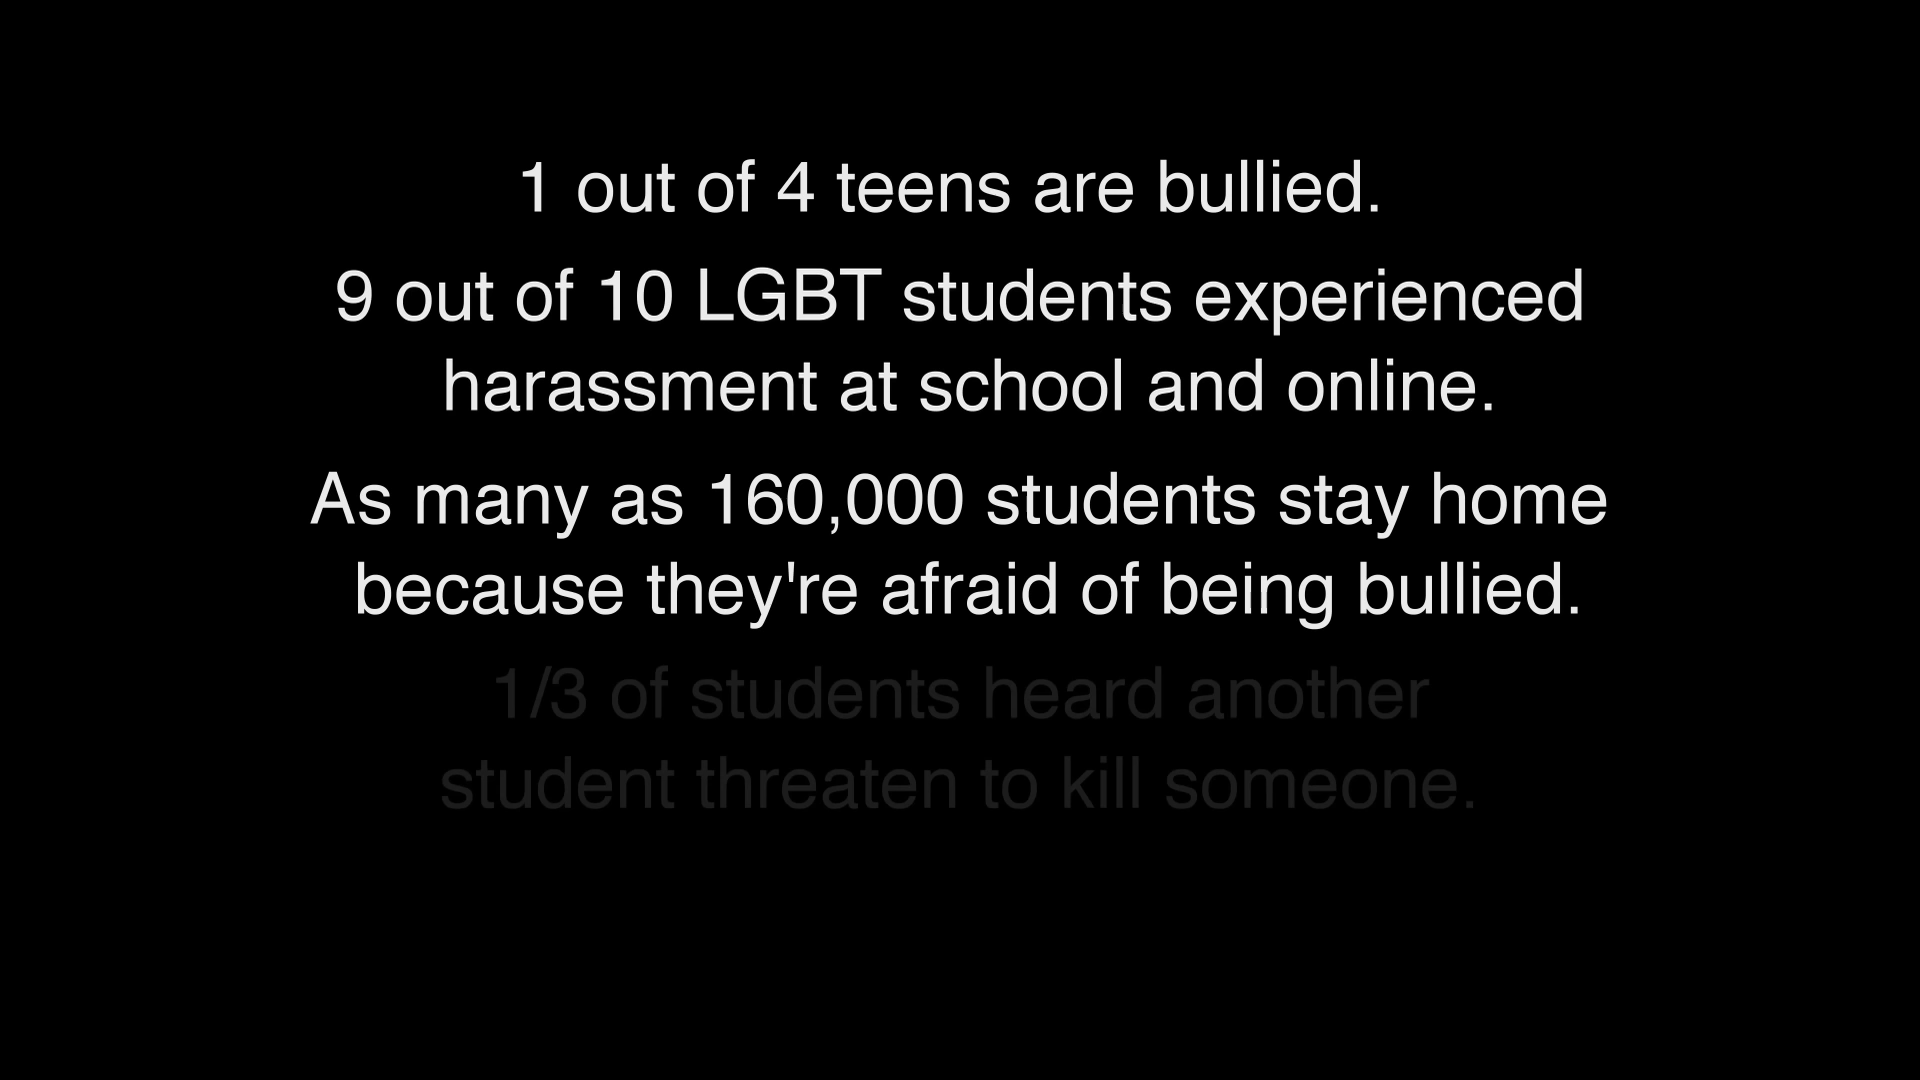 1 out of 4 teens are bullied.
9 out of 10 LGBT students experienced
harassment at school and online.
As many as 160,000 students stay home
because they're afraid of being bullied.
1/3 of students heard another
student threaten to kill someone.